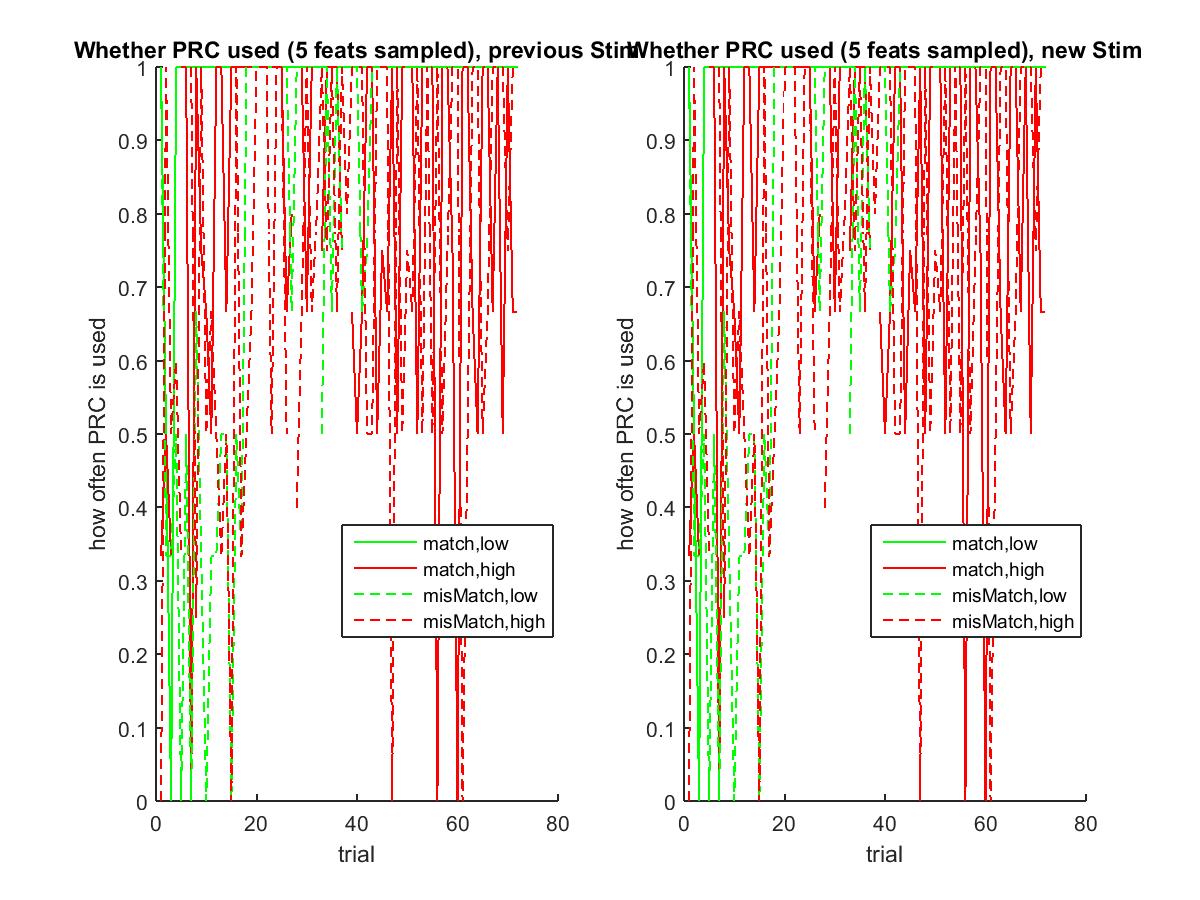 Whether PRC used (5 feats sampled), previous Stim
1
0.9
0.8
0.7
0.6
0.5
0.4
0.3
0.2
0.1
0
0 20 40 60 80
trial
how often PRC is used
match,low
match,high
misMatch,low
misMatch,high
Whether PRC used (5 feats sampled), new Stim
1
0.9
0.8
0.7
0.6
0.5
0.4
0.3
0.2
0.1
0
0 20 40 60 80
trial
how often PRC is used
match,low
match,high
misMatch,low
misMatch,high